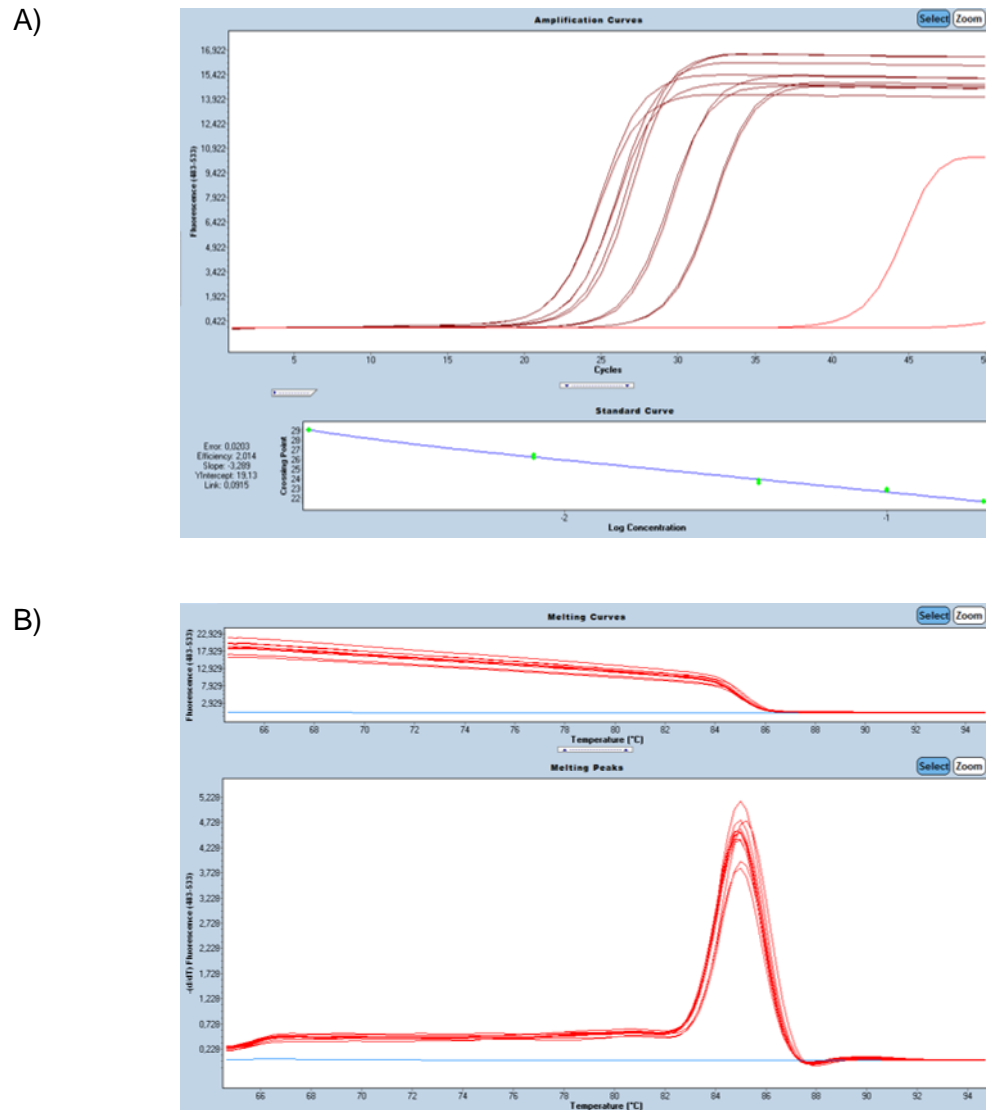 A)
Amplification Curves
Select Zoom
16,922
15,422
13,922
12,422
10,922
9,422
7,922
6,422
4,922
3,422
1,922
0,422
Fluorescence (483-533)
5 10 15 20 25 30 35 40 45 50
Cycles
Standard Curve
Error: 0,0203
Efficiency: 2,014
Slope: -3,289
YIntercept: 19,13
Link: 0,0915
Crossing Point
29
28
27
26
25
24
23
22
-2 -1
Log Concentration
B)
Melting Curves
Select Zoom
22,929
17,929
12,929
7,929
2,929
Fluorescence (483-533)
66 68 70 72 74 76 78 80 82 84 86 88 90 92 94
Temperature (°C)
Melting Peaks
Select Zoom
5,228
4,728
4,228
3,728
3,228
2,728
2,228
1,728
1,228
0,728
0,228
-(d/dT) Fluorescence (483-533)
66 68 70 72 74 76 78 80 82 84 86 88 90 92 94
Temperature (°C)